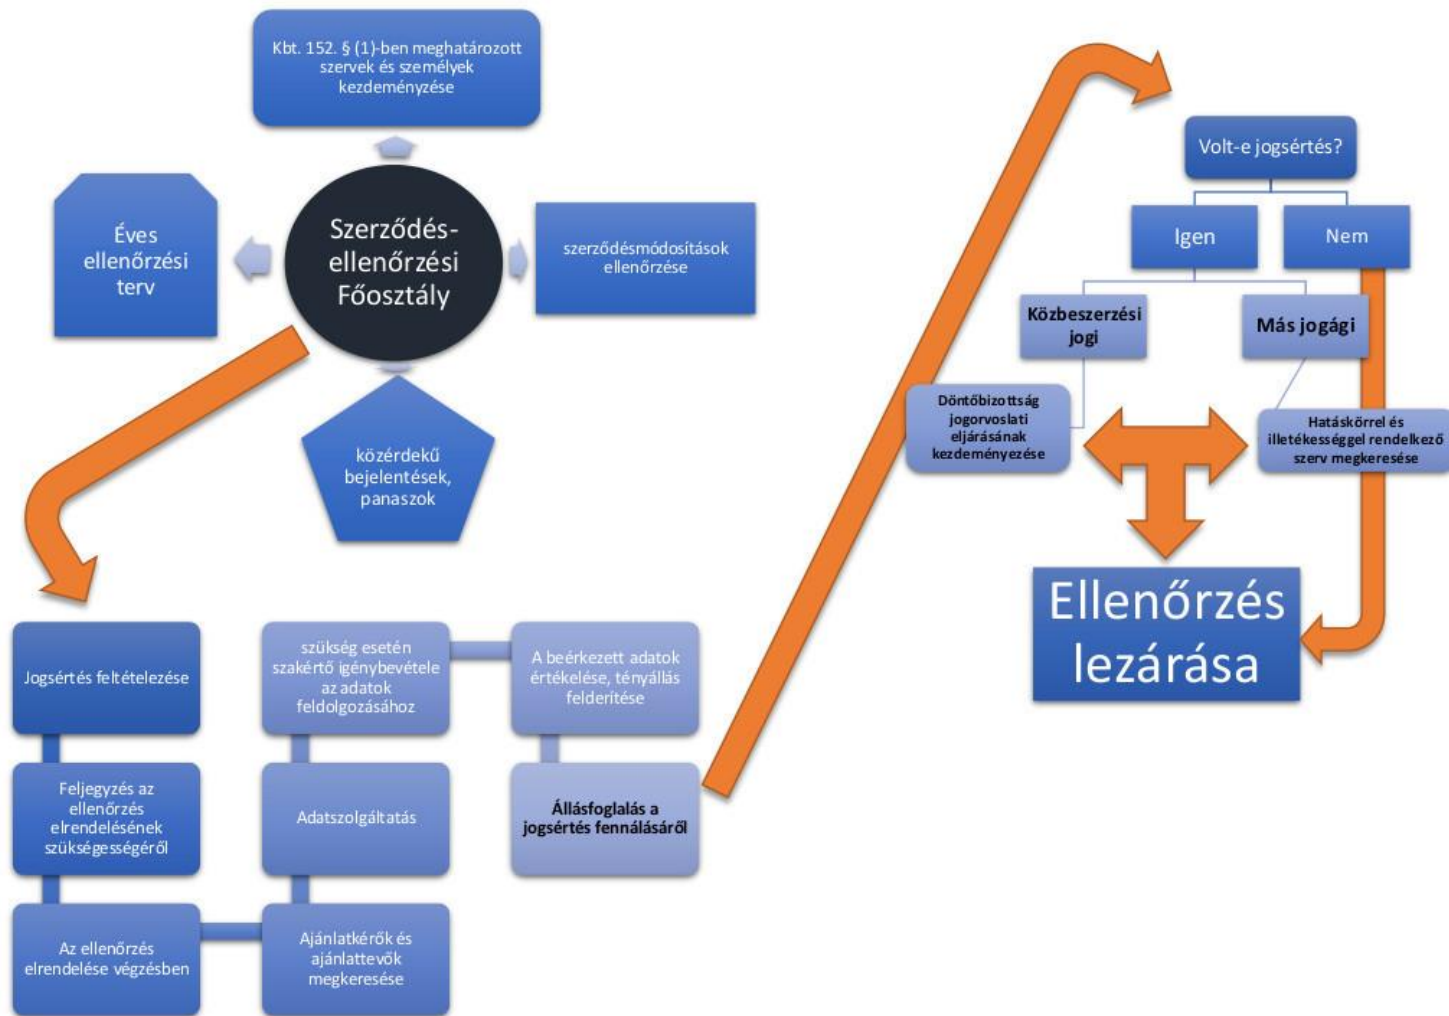 Kbt. 152. § (1)-ben meghatározott
szervek és személyek
kezdeményzése
Éves
ellenőrzési
terv
Szerződés-
ellenőrzési
Főosztály
szerződésmódosítások
ellenőrzése
közérdekű
bejelentések,
panaszok
Jogsértés feltételezése
Feljegyzés az
ellenőrzés
elrendelésének
szükségességéről
Az ellenőrzés
elrendelése végzésben
Ajánlatkérők és
ajánlattevők
megkeresése
Adatszolgáltatás
szükség esetén
szakértő igénybevétele
az adatok
feldolgozásához
A beérkezett adatok
értékelése, tényállás
felderítése
Állásfoglalás a
jogsértés fennálásáről
Volt-e jogsértés?
Igen
Nem
Közbeszerzési
jogi
Más jogági
Döntőbizottság
jogorvoslati
eljárásának
kezdeményezése
Hatáskörrel és
illetékességgel rendelkező
szerv megkeresése
Ellenőrzés
lezárása